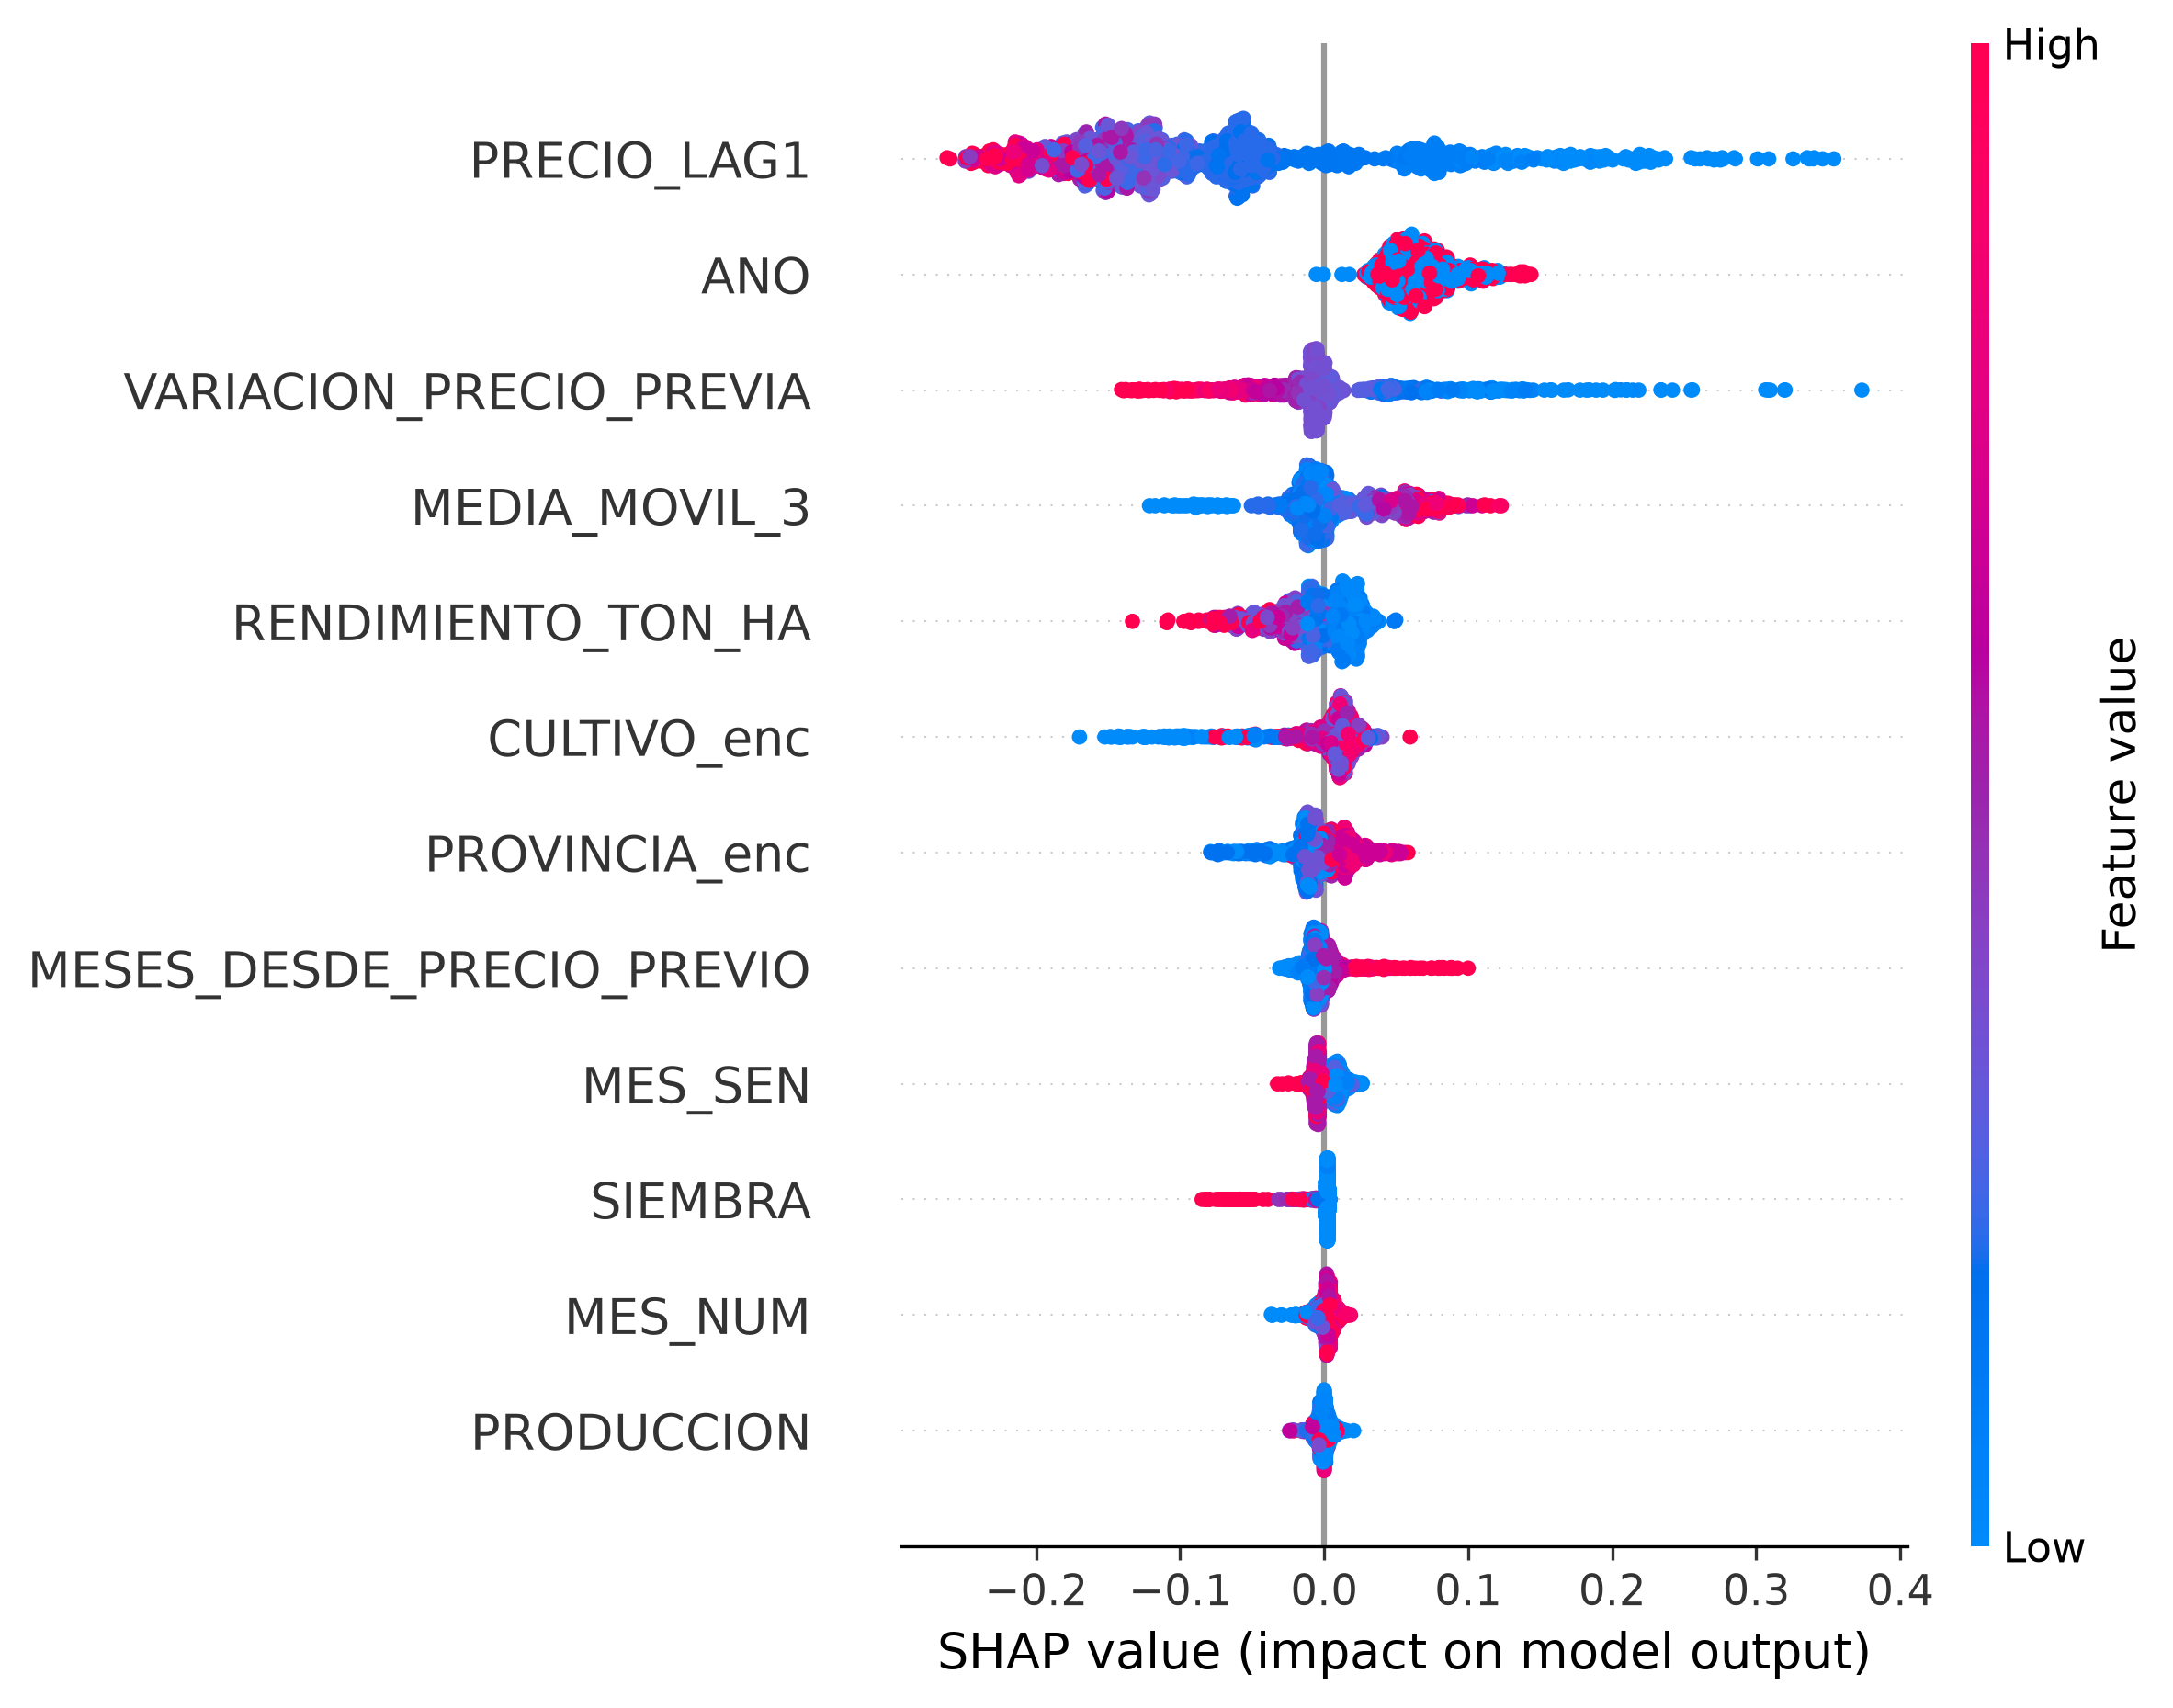 High
PRECIO_LAG1
ANO
VARIACION_PRECIO_PREVIA
MEDIA_MOVIL_3
RENDIMIENTO_TON_HA
CULTIVO_enc
PROVINCIA_enc
MESES_DESDE_PRECIO_PREVIO
MES_SEN
SIEMBRA
MES_NUM
PRODUCCION
Feature value
Low
−0.2 −0.1 0.0 0.1 0.2 0.3 0.4
SHAP value (impact on model output)